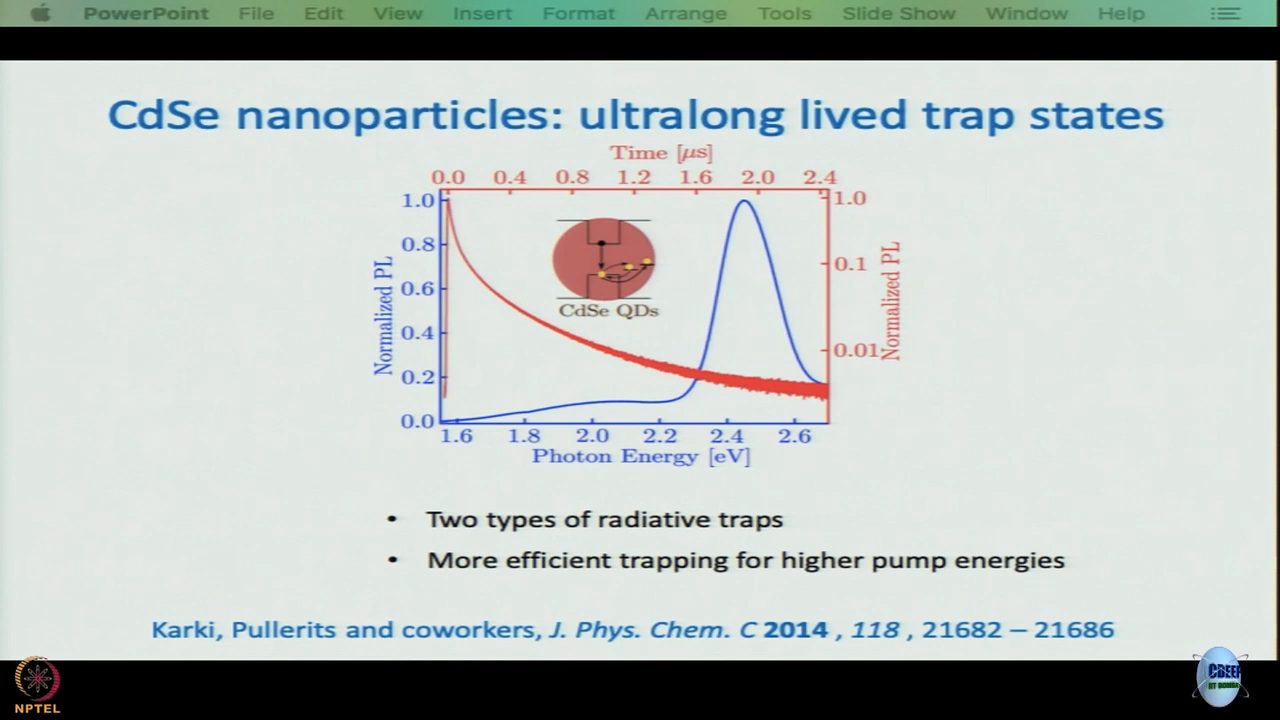 PowerPoint File Edit View Insert Format Arrange Tools Slide Show Window Help
CdSe nanoparticles: ultralong lived trap states
Time [μs]
0.0 0.4 0.8 1.2 1.6 2.0 2.4
1.0
0.8
0.6
0.4
0.2
0.0
Normalized PL
CdSe QDs
1.0
0.1
0.01
Normalized PL
1.6 1.8 2.0 2.2 2.4 2.6
Photon Energy [eV]
• Two types of radiative traps
• More efficient trapping for higher pump energies
Karki, Pullerits and coworkers, J. Phys. Chem. C 2014 , 118 , 21682 – 21686
NPTEL
CDEEP
IIT BOMBAY